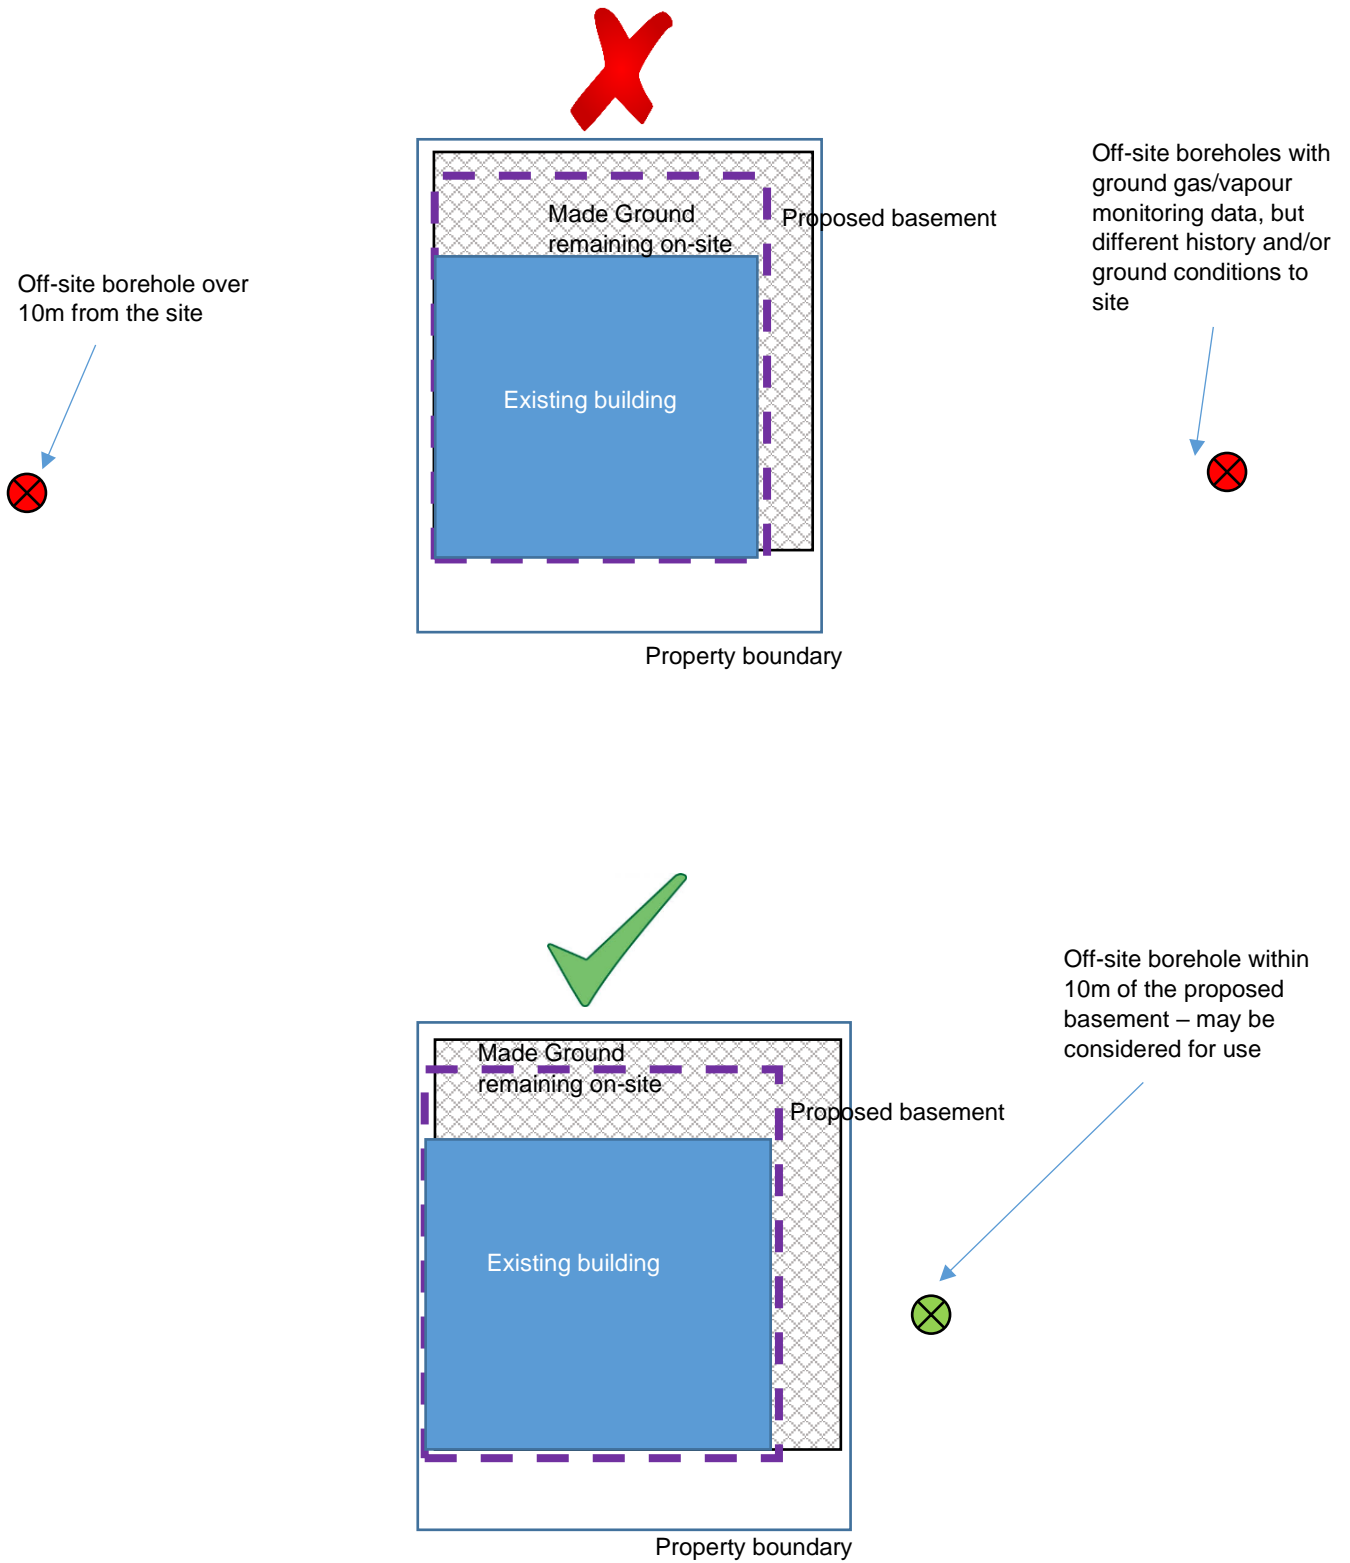 Off-site boreholes with
ground gas/vapour
monitoring data, but
different history and/or
ground conditions to
site
Made Ground
remaining on-site
Proposed basement
Off-site borehole over
10m from the site
Existing building
Property boundary
Off-site borehole within
10m of the proposed
basement – may be
considered for use
Made Ground
remaining on-site
Proposed basement
Existing building
Property boundary